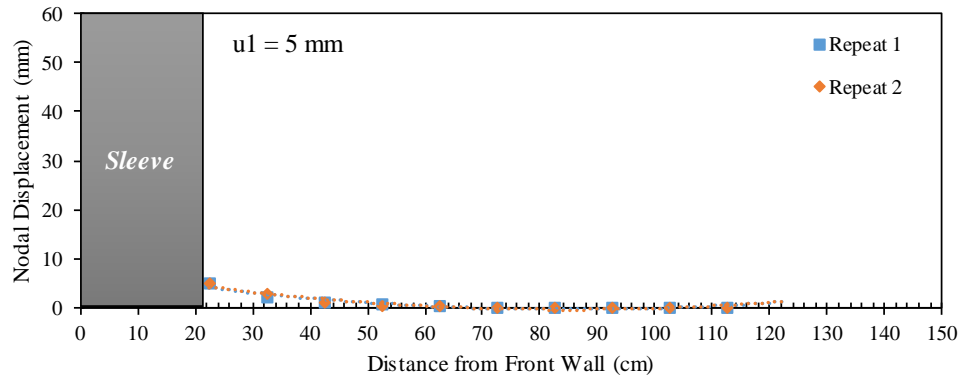 60
50
40
30
20
10
0
Nodal Displacement (mm)
u1 = 5 mm
Repeat 1
Repeat 2
Sleeve
0 10 20 30 40 50 60 70 80 90 100 110 120 130 140 150
Distance from Front Wall (cm)